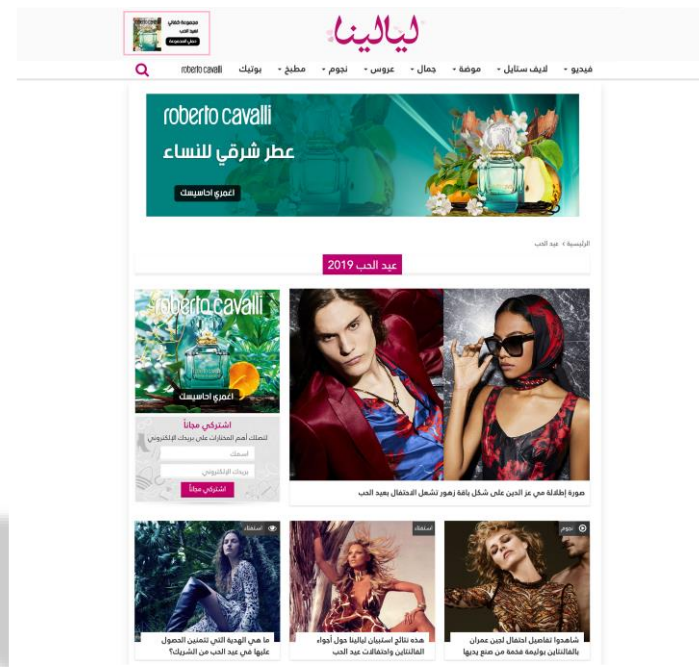 ليالينا
مجموعة كفالي
لعيد الحب
فيديو
لايف ستايل
موضة
جمال
عروس
نجوم
مطبخ
بوتيك
roberto cavalli
roberto cavalli
عطر شرقي للنساء
اغمري احاسيسك
الرئيسية > عيد الحب
عيد الحب 2019
صورة إطلالة مي عز الدين على شكل باقة زهور تشعل الاحتفال بعيد الحب
roberto cavalli
اغمري احاسيسك
اشتركي مجاناً
لتصلك أهم المختارات على بريدك الإلكتروني
اسمك
بريدك الإلكتروني
اشتركي مجاناً
نجوم
شاهدوا تفاصيل احتفال لجين عمران
بالفالنتاين بوليمة فخمة من صنع يديها
استفتاء
هذه نتائج استبيان ليالينا حول أجواء
الفالنتاين واحتفالات عيد الحب
استفتاء
ما هي الهدية التي تتمنين الحصول
عليها في عيد الحب من الشريك؟